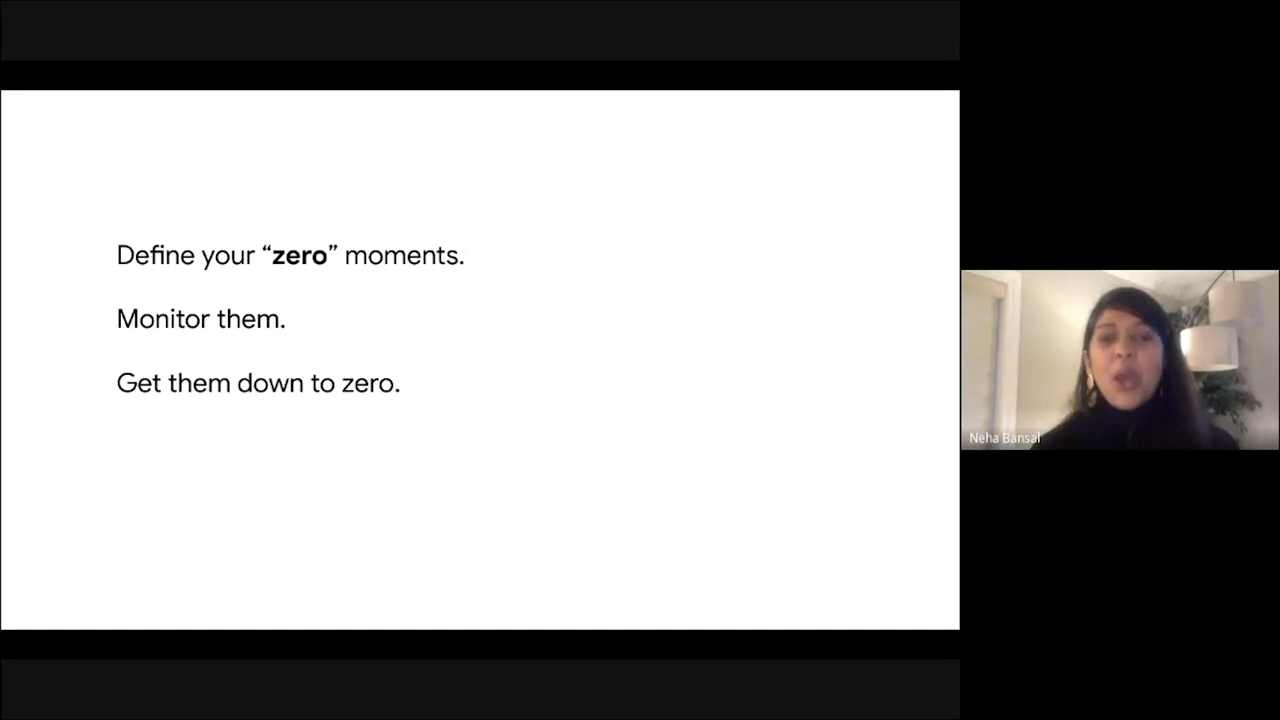 Define your “zero” moments.
Monitor them.
Get them down to zero.
Neha Bansal